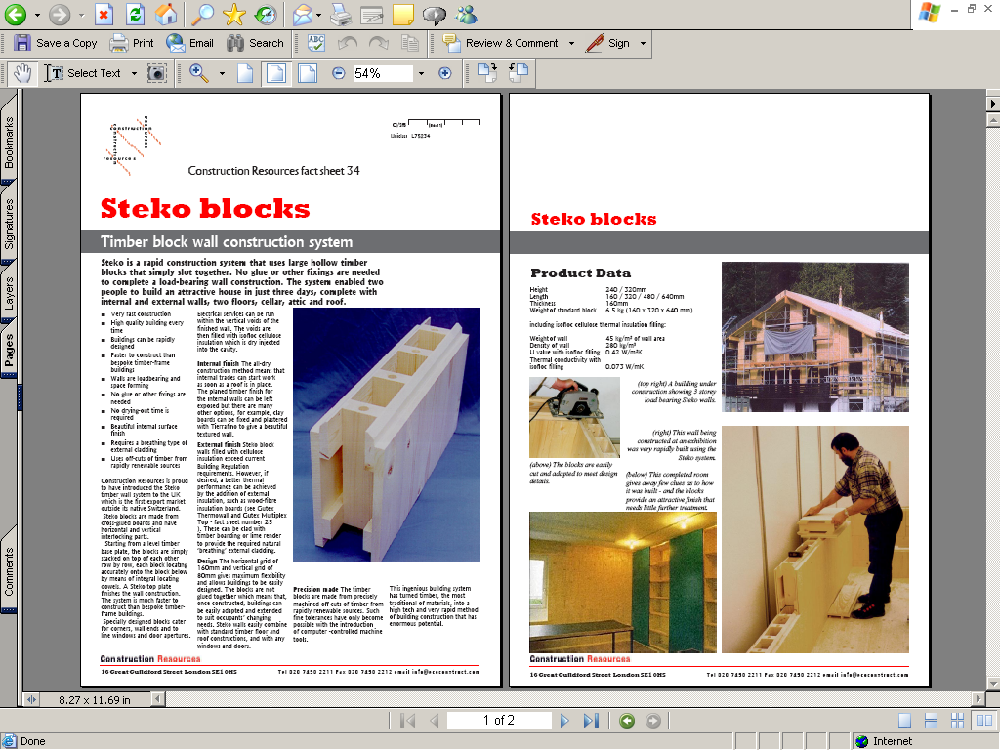 Save a Copy Print Email Search Review & Comment Sign
Select Text 54%
Bookmarks
Signatures
Layers
Pages
Comments
construction
resources
construction
resources
CI/SfB
Uniclass L75234
Construction Resources fact sheet 34
Steko blocks
Timber block wall construction system
Steko is a rapid construction system that uses large hollow timber
blocks that simply slot together. No glue or other fixings are needed
to complete a load-bearing wall construction. The system enabled two
people to build an attractive house in just three days, complete with
internal and external walls, two floors, cellar, attic and roof.
Very fast construction
High quality building every
time
Buildings can be rapidly
designed
Faster to construct than
bespoke timber-frame
buildings
Walls are loadbearing and
space forming
No glue or other fixings are
needed
No drying-out time is
required
Beautiful internal surface
finish
Requires a breathing type of
external cladding
Uses off-cuts of timber from
rapidly renewable sources
Construction Resources is proud
to have introduced the Steko
timber wall system to the UK
which is the first export market
outside its native Switzerland.
Steko blocks are made from
cross-glued boards and have
horizontal and vertical
interlocking parts.
Starting from a level timber
base plate, the blocks are simply
stacked on top of each other
row by row, each block locating
accurately onto the block below
by means of integral locating
dowels. A Steko top plate
finishes the wall construction.
The system is much faster to
construct than bespoke timber-
frame buildings.
Specially designed blocks cater
for corners, wall ends and to
line windows and door apertures.
Electrical services can be run
within the vertical voids of the
finished wall. The voids are
then filled with isofloc cellulose
insulation which is dry injected
into the cavity.
Internal finish The all-dry
construction method means that
internal trades can start work
as soon as a roof is in place.
The planed timber finish for
the internal walls can be left
exposed but there are many
other options, for example, clay
boards can be fixed and plastered
with Tierrafino to give a beautiful
textured wall.
External finish Steko block
walls filled with cellulose
insulation exceed current
Building Regulation
requirements. However, if
desired, a better thermal
performance can be achieved
by the addition of external
insulation, such as wood-fibre
insulation boards (see Gutex
Thermowall and Gutex Multiplex
Top - fact sheet number 25
). These can be clad with
timber boarding or lime render
to provide the required natural
'breathing' external cladding.
Design The horizontal grid of
160mm and vertical grid of
80mm gives maximum flexibility
and allows buildings to be easily
designed. The blocks are not
glued together which means that,
once constructed, buildings can
be easily adapted and extended
to suit occupants' changing
needs. Steko walls easily combine
with standard timber floor and
roof constructions, and with any
windows and doors.
Precision made The timber
blocks are made from precisely
machined off-cuts of timber from
rapidly renewable sources. Such
fine tolerances have only become
possible with the introduction
of computer -controlled machine
tools.
This ingenious building system
has turned timber, the most
traditional of materials, into a
high tech and very rapid method
of building construction that has
enormous potential.
Construction Resources
16 Great Guildford Street London SE1 0HS Tel 020 7450 2211 Fax 020 7450 2212 email info@ecoconstruct.com
Steko blocks
Product Data
Height 240 / 320mm
Length 160 / 320 / 480 / 640mm
Thickness 160mm
Weight of standard block 6.5 kg (160 x 320 x 640 mm)
including isofloc cellulose thermal insulation filling:
Weight of wall 45 kg/m² of wall area
Density of wall 280 kg/m³
U value with isofloc filling 0.42 W/m²K
Thermal conductivity with
isofloc filling 0.073 W/mK
(top right) A building under
construction showing 3 storey
load bearing Steko walls.
(right) This wall being
constructed at an exhibition
was very rapidly built using the
Steko system.
(above) The blocks are easily
cut and adapted to meet design
details.
(below) This completed room
gives away few clues as to how
it was built - and the blocks
provide an attractive finish that
needs little further treatment.
Construction Resources
16 Great Guildford Street London SE1 0HS Tel 020 7450 2211 Fax 020 7450 2212 email info@ecoconstruct.com
8.27 x 11.69 in
1 of 2
Done Internet